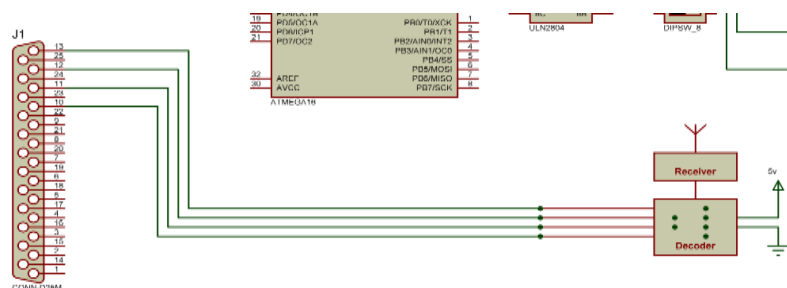 J1
13
25
12
24
11
23
10
22
9
21
8
20
7
19
6
18
5
17
4
16
3
15
2
14
1
CONN-D25M
19
20
21
32
30
PD5/OC1A
PD6/ICP1
PD7/OC2
AREF
AVCC
PB0/T0/XCK
PB1/T1
PB2/AIN0/INT2
PB3/AIN1/OC0
PB4/SS
PB5/MOSI
PB6/MISO
PB7/SCK
1
2
3
4
5
6
7
8
ATMEGA16
ULN2804
DIPSW_8
Receiver
Decoder
5v